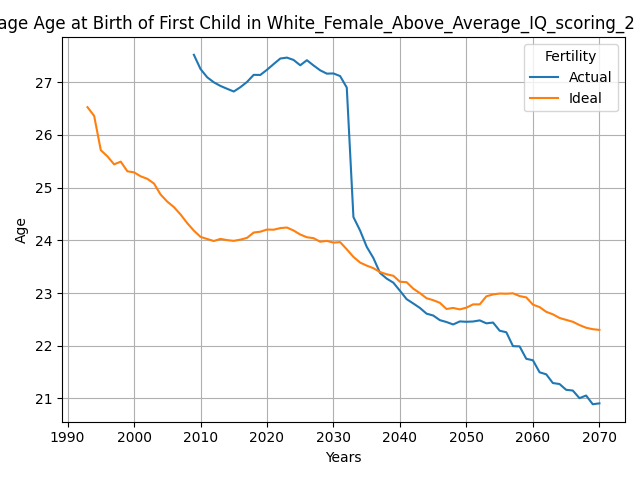 age Age at Birth of First Child in White_Female_Above_Average_IQ_scoring_2
Fertility
Actual
Ideal
27
26
25
24
23
22
21
Age
1990 2000 2010 2020 2030 2040 2050 2060 2070
Years